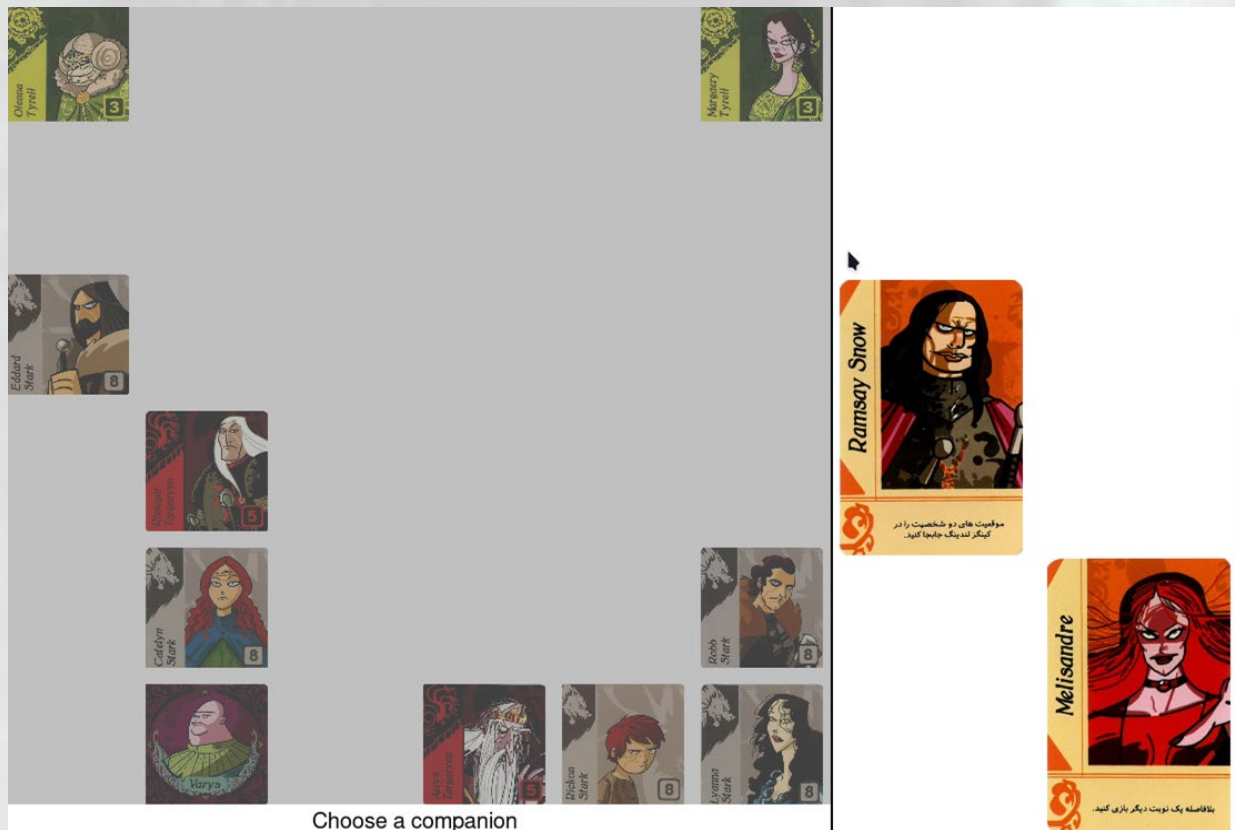 Olenna
Tyrell
3
Margaery
Tyrell
3
Eddard
Stark
8
Rhaegar
Targaryen
5
Catelyn
Stark
8
Robb
Stark
8
Varys
Aerys
Targaryen
5
Rickon
Stark
8
Lyanna
Stark
8
Choose a companion
Ramsay Snow
موقعیت های دو شخصیت را در
کینگز لندینگ جابجا کنید.
Melisandre
بلافاصله یک نوبت دیگر بازی کنید.